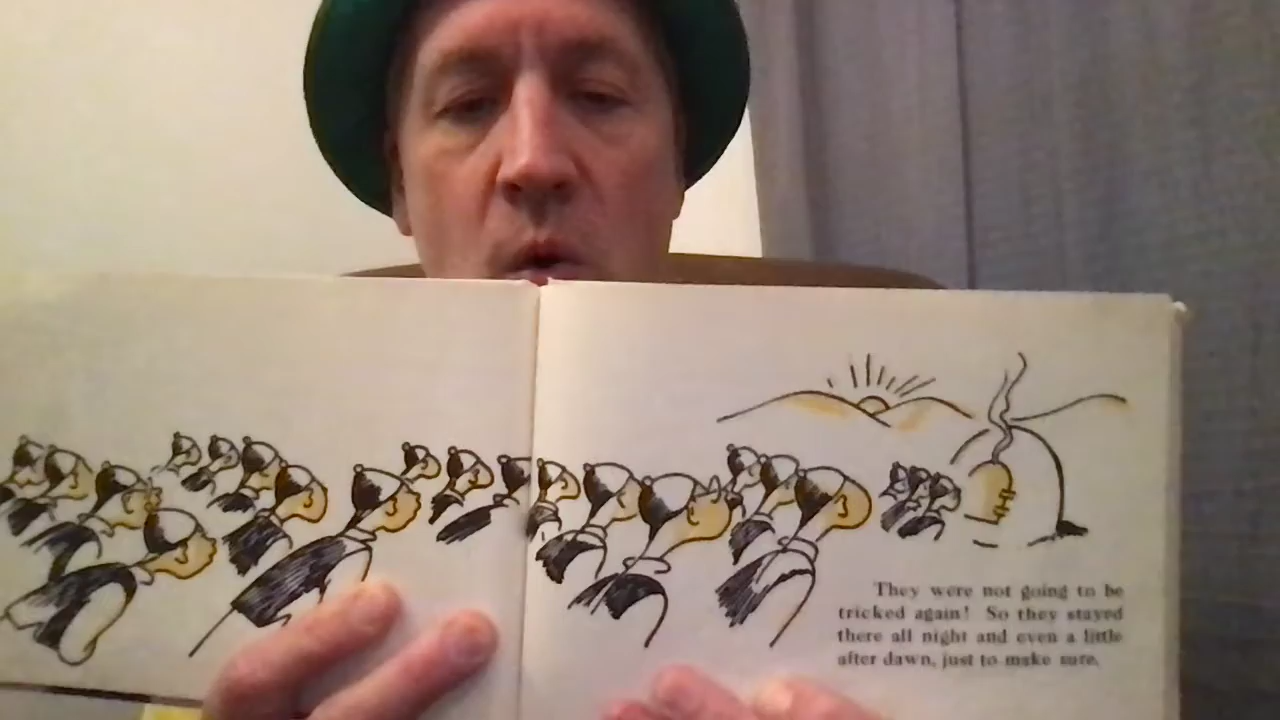 They were not going to be
tricked again! So they stayed
there all night and even a little
after dawn, just to make sure.